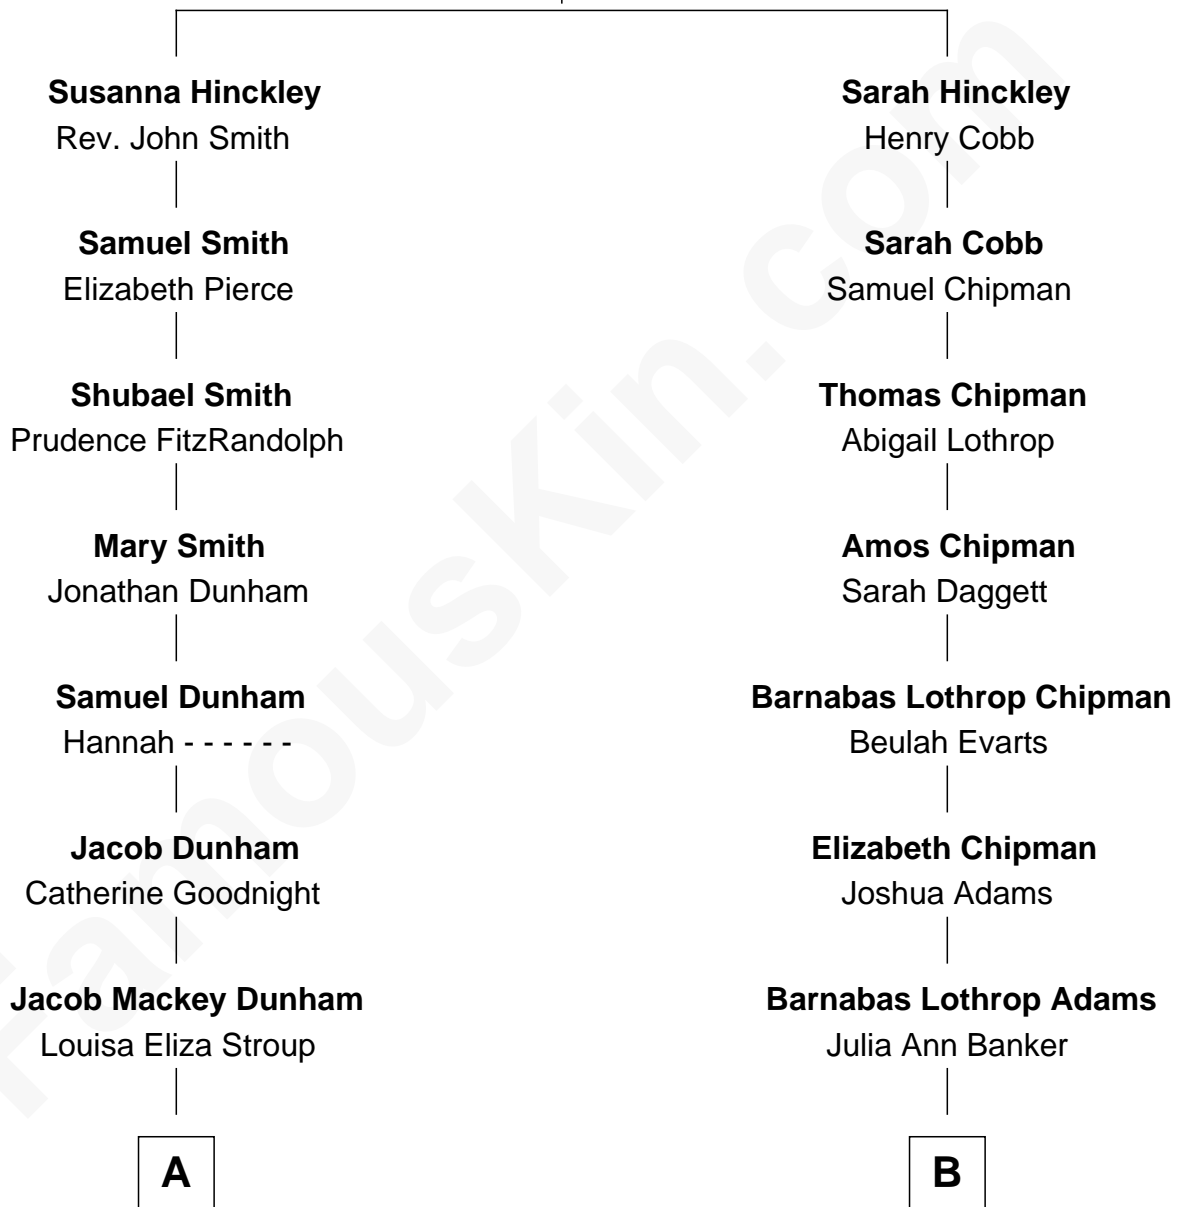 Susanna Hinckley
Rev. John Smith
Samuel Smith
Elizabeth Pierce
Shubael Smith
Prudence FitzRandolph
Mary Smith
Jonathan Dunham
Samuel Dunham
Hannah - - - - - -
Jacob Dunham
Catherine Goodnight
Jacob Mackey Dunham
Louisa Eliza Stroup
A
Sarah Hinckley
Henry Cobb
Sarah Cobb
Samuel Chipman
Thomas Chipman
Abigail Lothrop
Amos Chipman
Sarah Daggett
Barnabas Lothrop Chipman
Beulah Evarts
Elizabeth Chipman
Joshua Adams
Barnabas Lothrop Adams
Julia Ann Banker
B
FamousKin.com